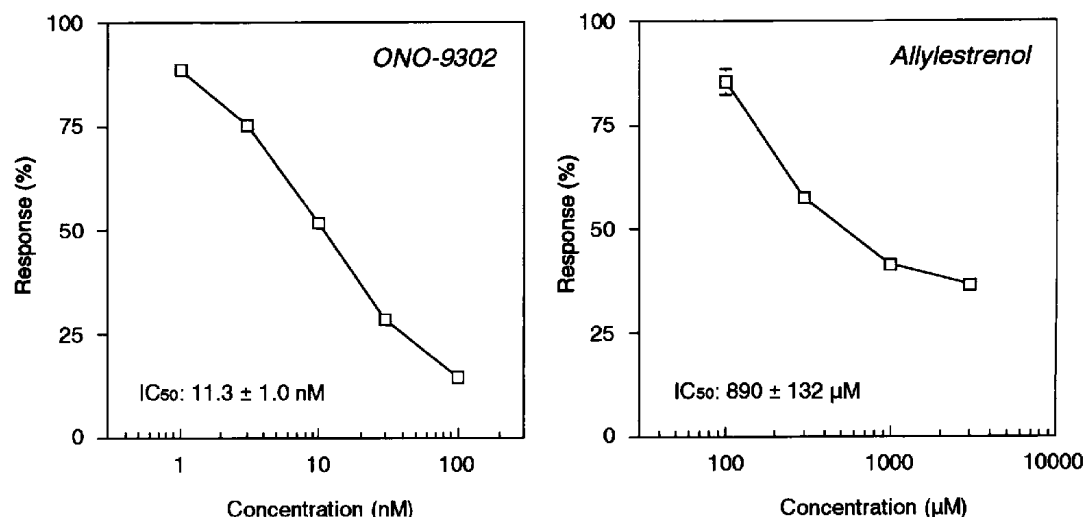 ONO-9302
100
75
50
25
0
Response (%)
IC50: 11.3 ± 1.0 nM
1 10 100
Concentration (nM)
Allylestrenol
100
75
50
25
0
Response (%)
IC50: 890 ± 132 µM
100 1000 10000
Concentration (µM)